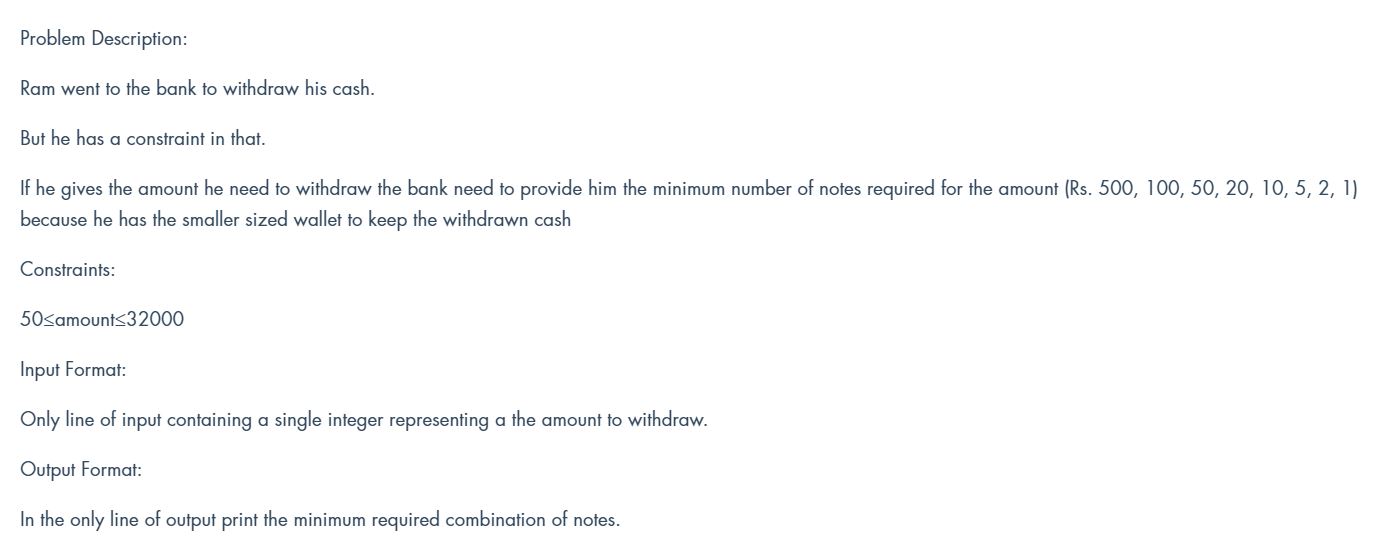 Problem Description:
Ram went to the bank to withdraw his cash.
But he has a constraint in that.
If he gives the amount he need to withdraw the bank need to provide him the minimum number of notes required for the amount (Rs. 500, 100, 50, 20, 10, 5, 2, 1)
because he has the smaller sized wallet to keep the withdrawn cash
Constraints:
50≤amount≤32000
Input Format:
Only line of input containing a single integer representing a the amount to withdraw.
Output Format:
In the only line of output print the minimum required combination of notes.